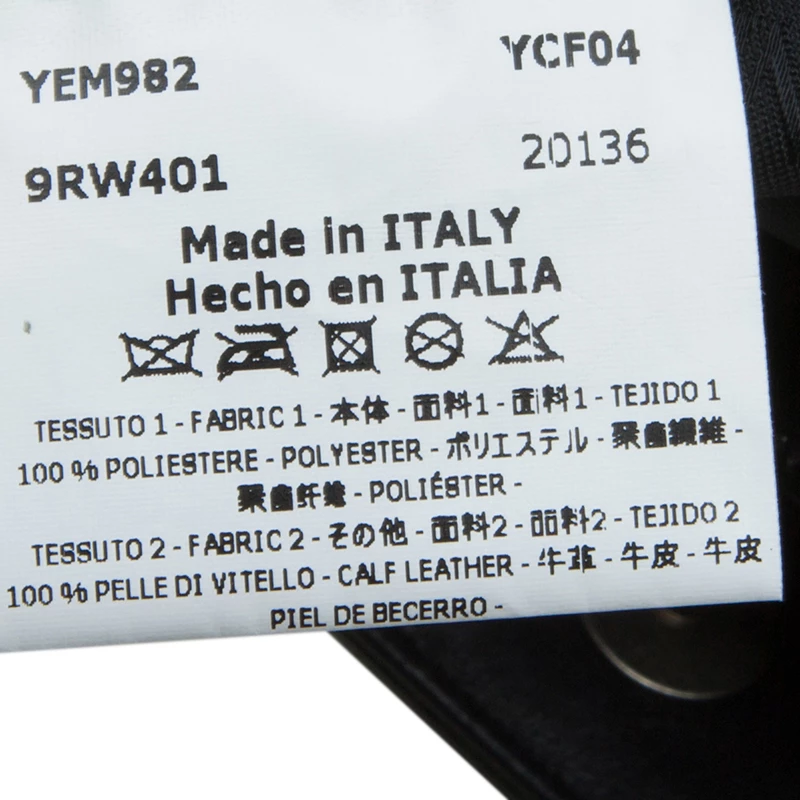 YEM982 YCF04
9RW401 20136
Made in ITALY
Hecho en ITALIA
TESSUTO 1 - FABRIC 1 - 本体 - 面料1 - 面料1 - TEJIDO 1
100 % POLIESTERE - POLYESTER - ポリエステル - 聚酯纖維 -
聚酯纤维 - POLIÉSTER -
TESSUTO 2 - FABRIC 2 - その他 - 面料2 - 面料2 - TEJIDO 2
100 % PELLE DI VITELLO - CALF LEATHER - 牛革 - 牛皮 - 牛皮
PIEL DE BECERRO -